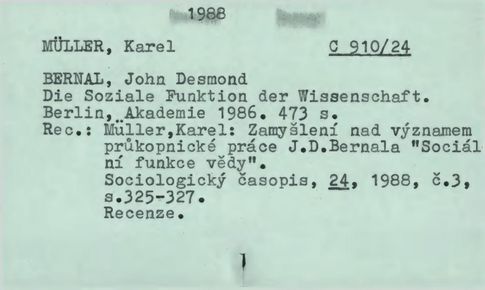 1988
MÜLLER, Karel C 910/24
BERNAL, John Desmond
Die Soziale Funktion der Wissenschaft.
Berlin, Akademie 1986. 473 s.
Rec.: Müller,Karel: Zamyšlení nad významem
průkopnické práce J.D.Bernala "Sociál
ní funkce vědy".
Sociologický časopis, 24, 1988, č.3,
s.325-327.
Recenze.